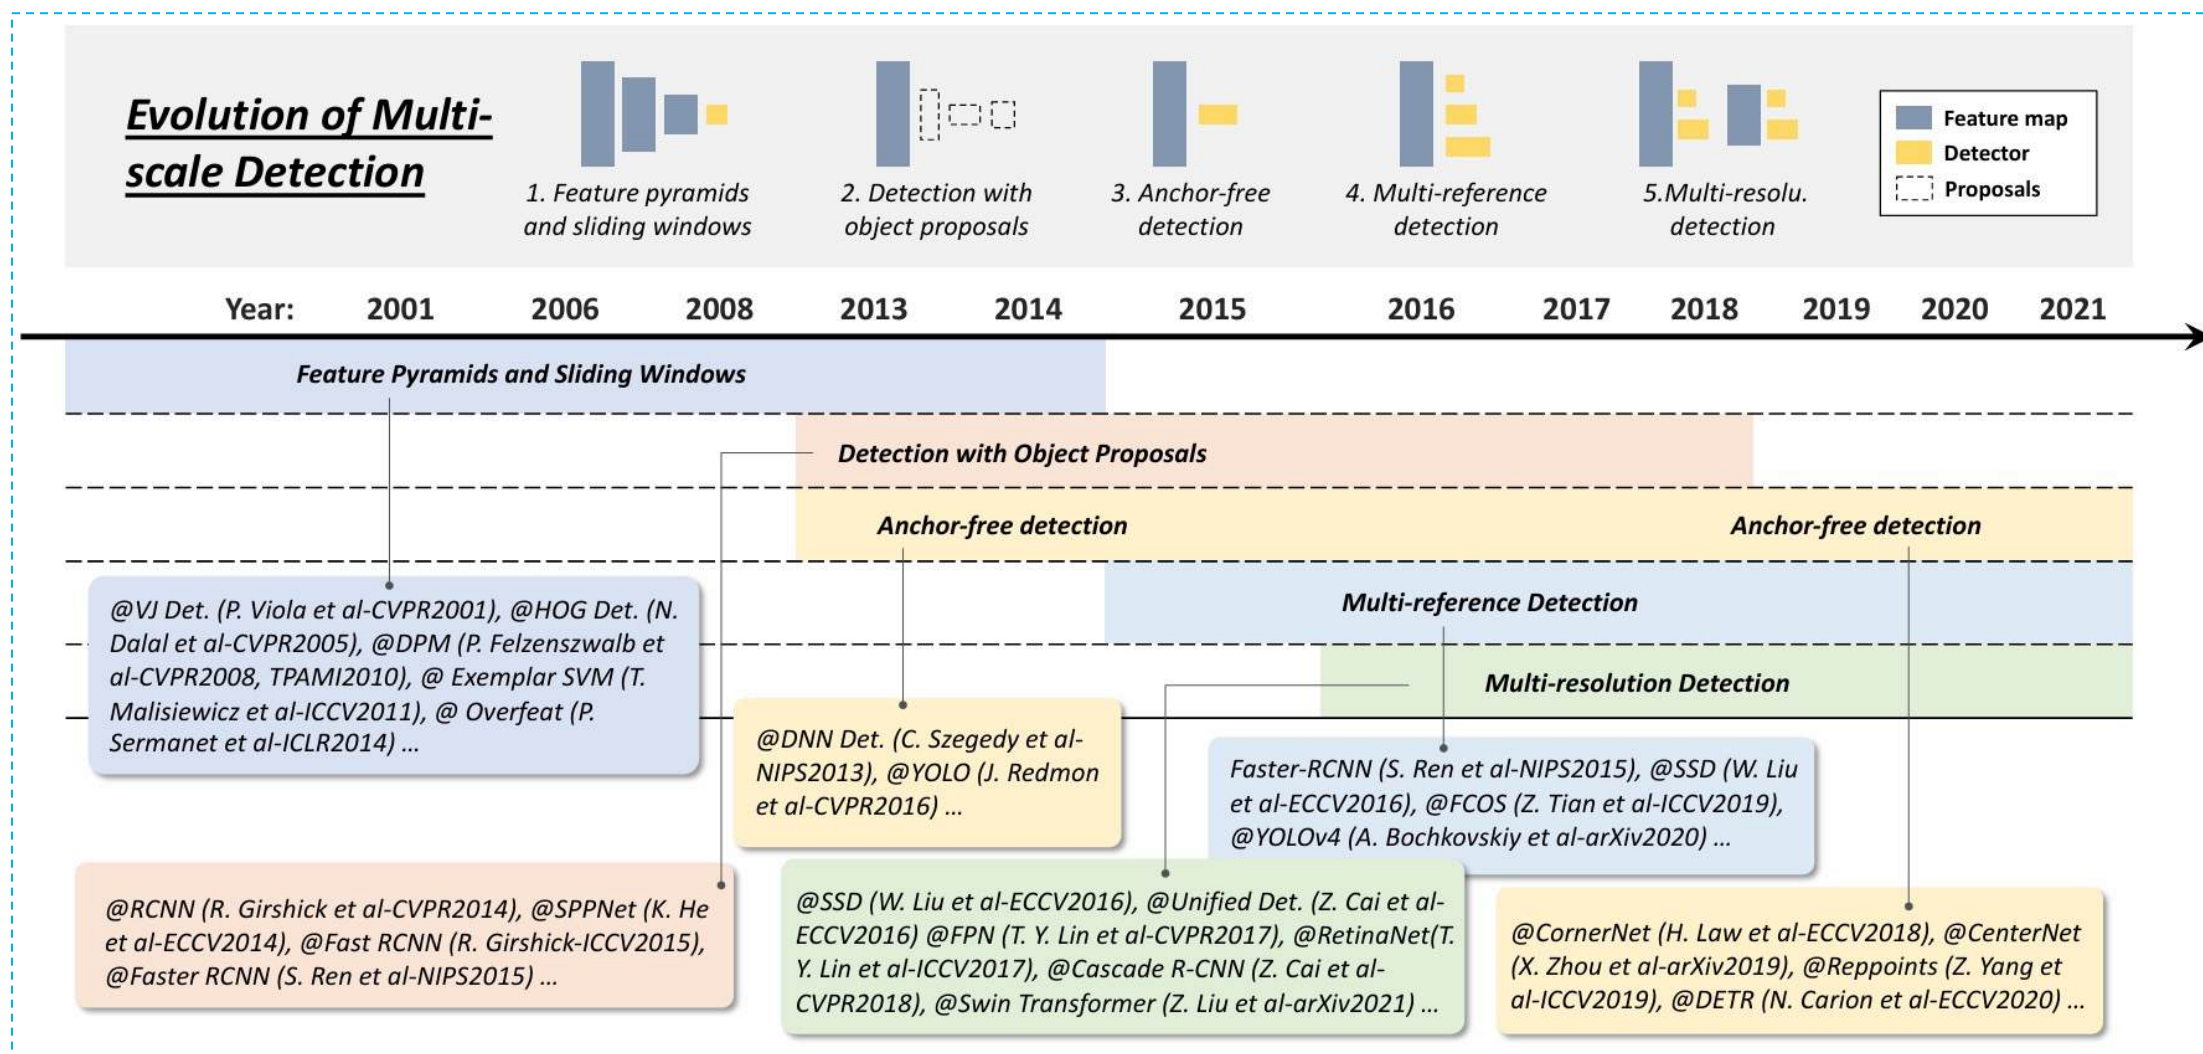 Evolution of Multi-
scale Detection
1. Feature pyramids
and sliding windows
2. Detection with
object proposals
3. Anchor-free
detection
4. Multi-reference
detection
5.Multi-resolu.
detection
Feature map
Detector
Proposals
Year: 2001 2006 2008 2013 2014 2015 2016 2017 2018 2019 2020 2021
Feature Pyramids and Sliding Windows
Detection with Object Proposals
Anchor-free detection
Anchor-free detection
Multi-reference Detection
Multi-resolution Detection
@VJ Det. (P. Viola et al-CVPR2001), @HOG Det. (N.
Dalal et al-CVPR2005), @DPM (P. Felzenszwalb et
al-CVPR2008, TPAMI2010), @ Exemplar SVM (T.
Malisiewicz et al-ICCV2011), @ Overfeat (P.
Sermanet et al-ICLR2014) …
@DNN Det. (C. Szegedy et al-
NIPS2013), @YOLO (J. Redmon
et al-CVPR2016) …
Faster-RCNN (S. Ren et al-NIPS2015), @SSD (W. Liu
et al-ECCV2016), @FCOS (Z. Tian et al-ICCV2019),
@YOLOv4 (A. Bochkovskiy et al-arXiv2020) …
@RCNN (R. Girshick et al-CVPR2014), @SPPNet (K. He
et al-ECCV2014), @Fast RCNN (R. Girshick-ICCV2015),
@Faster RCNN (S. Ren et al-NIPS2015) …
@SSD (W. Liu et al-ECCV2016), @Unified Det. (Z. Cai et al-
ECCV2016) @FPN (T. Y. Lin et al-CVPR2017), @RetinaNet(T.
Y. Lin et al-ICCV2017), @Cascade R-CNN (Z. Cai et al-
CVPR2018), @Swin Transformer (Z. Liu et al-arXiv2021) …
@CornerNet (H. Law et al-ECCV2018), @CenterNet
(X. Zhou et al-arXiv2019), @Reppoints (Z. Yang et
al-ICCV2019), @DETR (N. Carion et al-ECCV2020) …